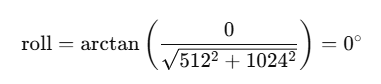 roll = arctan ( 0 / √(512² + 1024²) ) = 0°